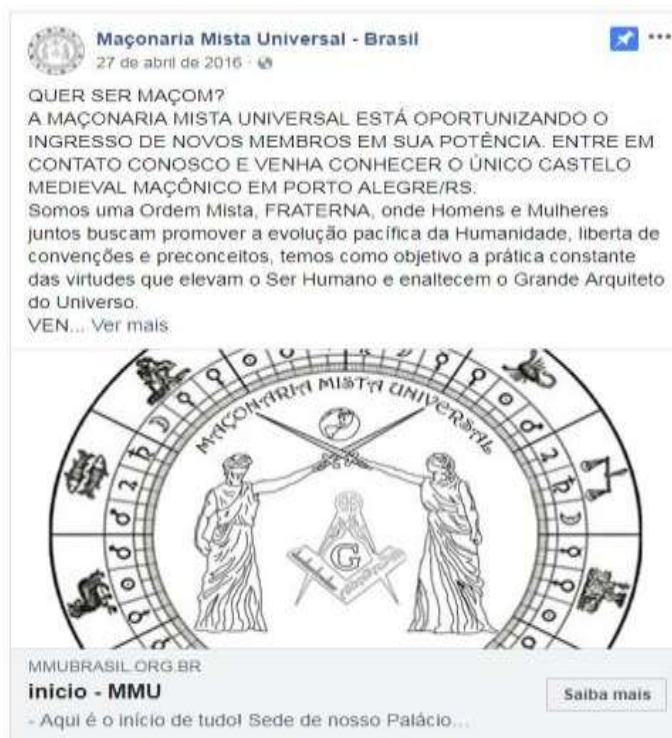 Maçonaria Mista Universal - Brasil
27 de abril de 2016 ·
QUER SER MAÇOM?
A MAÇONARIA MISTA UNIVERSAL ESTÁ OPORTUNIZANDO O
INGRESSO DE NOVOS MEMBROS EM SUA POTÊNCIA. ENTRE EM
CONTATO CONOSCO E VENHA CONHECER O ÚNICO CASTELO
MEDIEVAL MAÇÔNICO EM PORTO ALEGRE/RS.
Somos uma Ordem Mista, FRATERNA, onde Homens e Mulheres
juntos buscam promover a evolução pacífica da Humanidade, liberta de
convenções e preconceitos, temos como objetivo a prática constante
das virtudes que elevam o Ser Humano e enaltecem o Grande Arquiteto
do Universo.
VEN... Ver mais
MAÇONARIA MISTA UNIVERSAL
G
MMUBRASIL.ORG.BR
inicio - MMU
Saiba mais
- Aqui é o início de tudo! Sede de nosso Palácio...